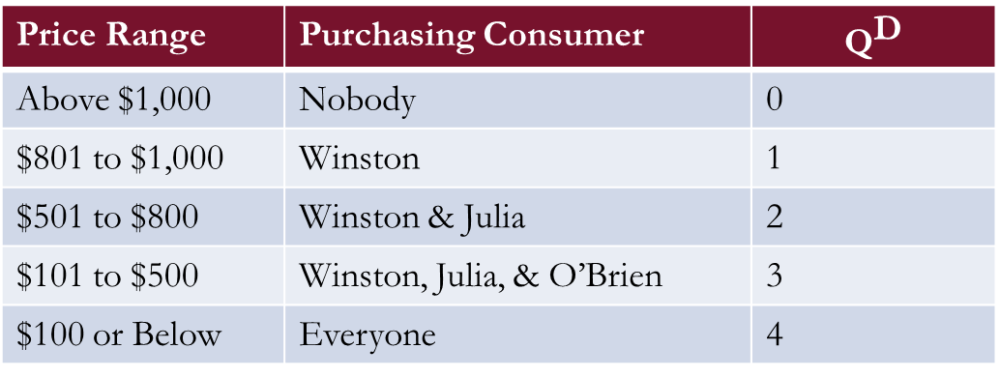 Price Range Purchasing Consumer QD
Above $1,000 Nobody 0
$801 to $1,000 Winston 1
$501 to $800 Winston & Julia 2
$101 to $500 Winston, Julia, & O’Brien 3
$100 or Below Everyone 4